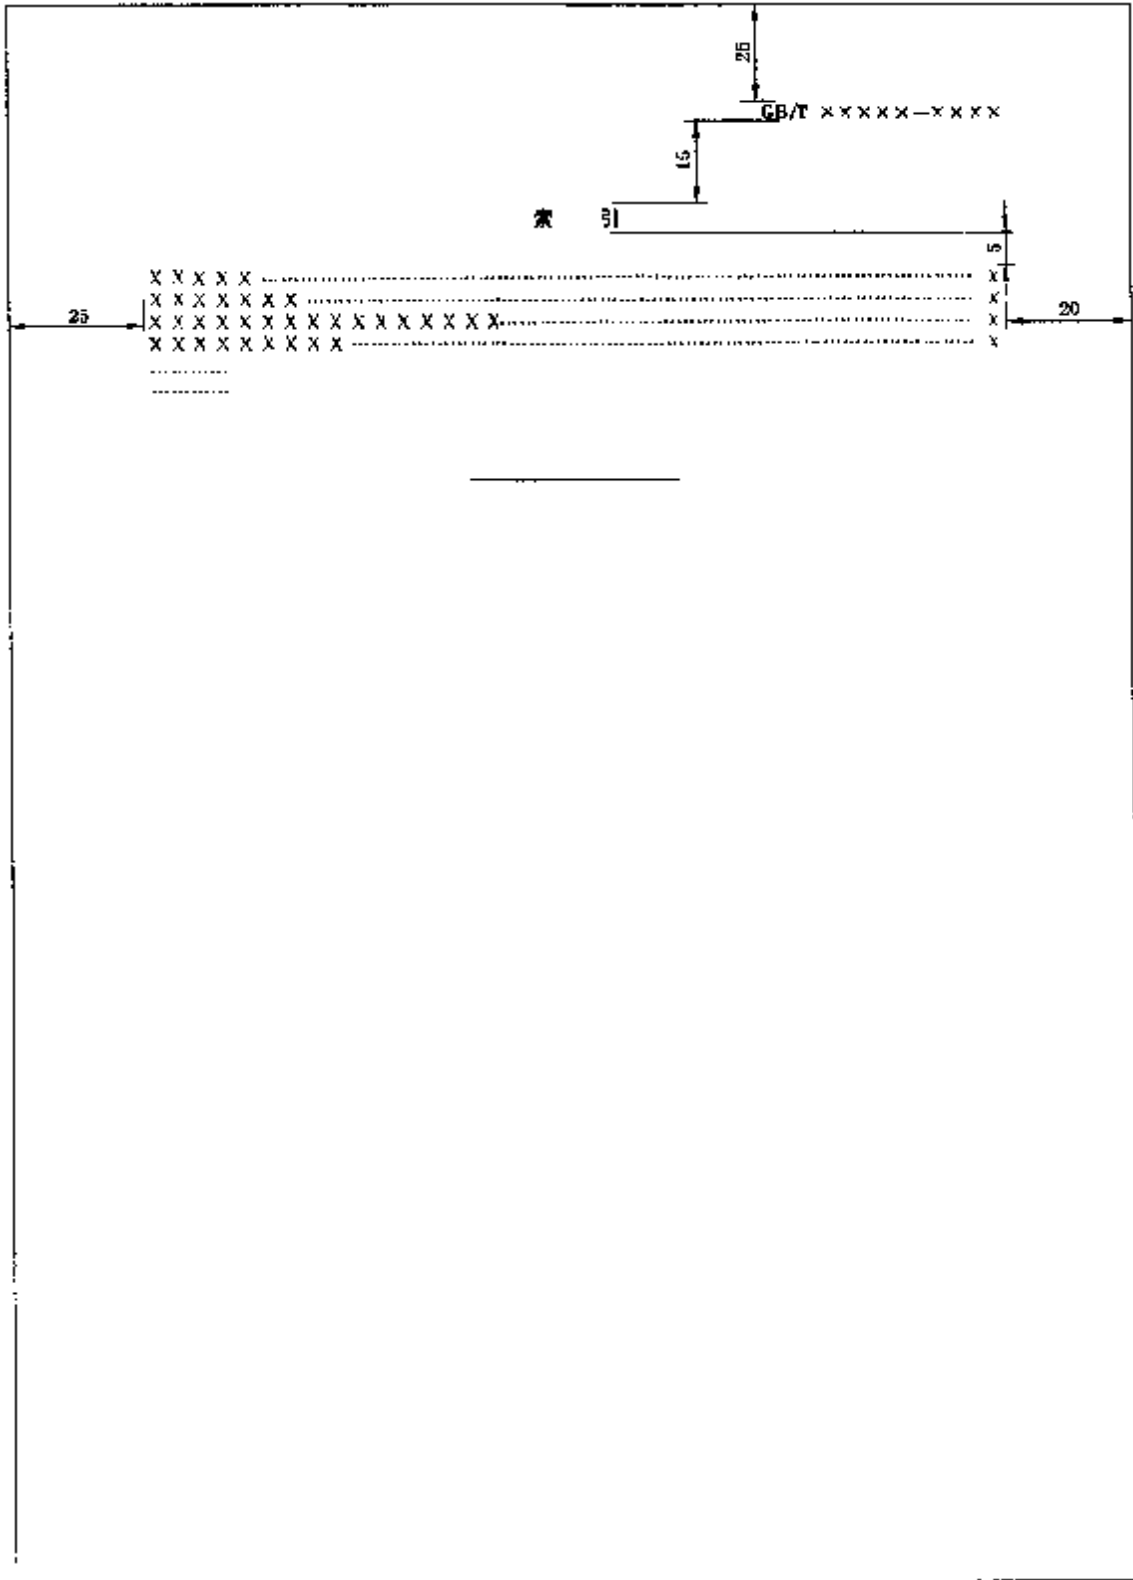 25
GB/T ×××××—××××
15
索 引
5
X X X X X ........................................ X
X X X X X X X ........................................ X
25 X X X X X X X X X X X X X X X X ........................................ X 20
X X X X X X X X X ........................................ X
............
............